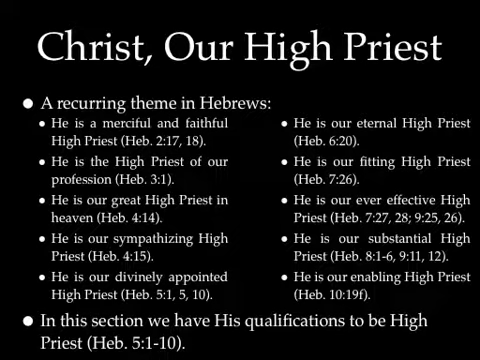 Christ, Our High Priest
● A recurring theme in Hebrews:
● He is a merciful and faithful
High Priest (Heb. 2:17, 18).
● He is the High Priest of our
profession (Heb. 3:1).
● He is our great High Priest in
heaven (Heb. 4:14).
● He is our sympathizing High
Priest (Heb. 4:15).
● He is our divinely appointed
High Priest (Heb. 5:1, 5, 10).
● He is our eternal High Priest
(Heb. 6:20).
● He is our fitting High Priest
(Heb. 7:26).
● He is our ever effective High
Priest (Heb. 7:27, 28; 9:25, 26).
● He is our substantial High
Priest (Heb. 8:1-6, 9:11, 12).
● He is our enabling High Priest
(Heb. 10:19f).
● In this section we have His qualifications to be High
Priest (Heb. 5:1-10).